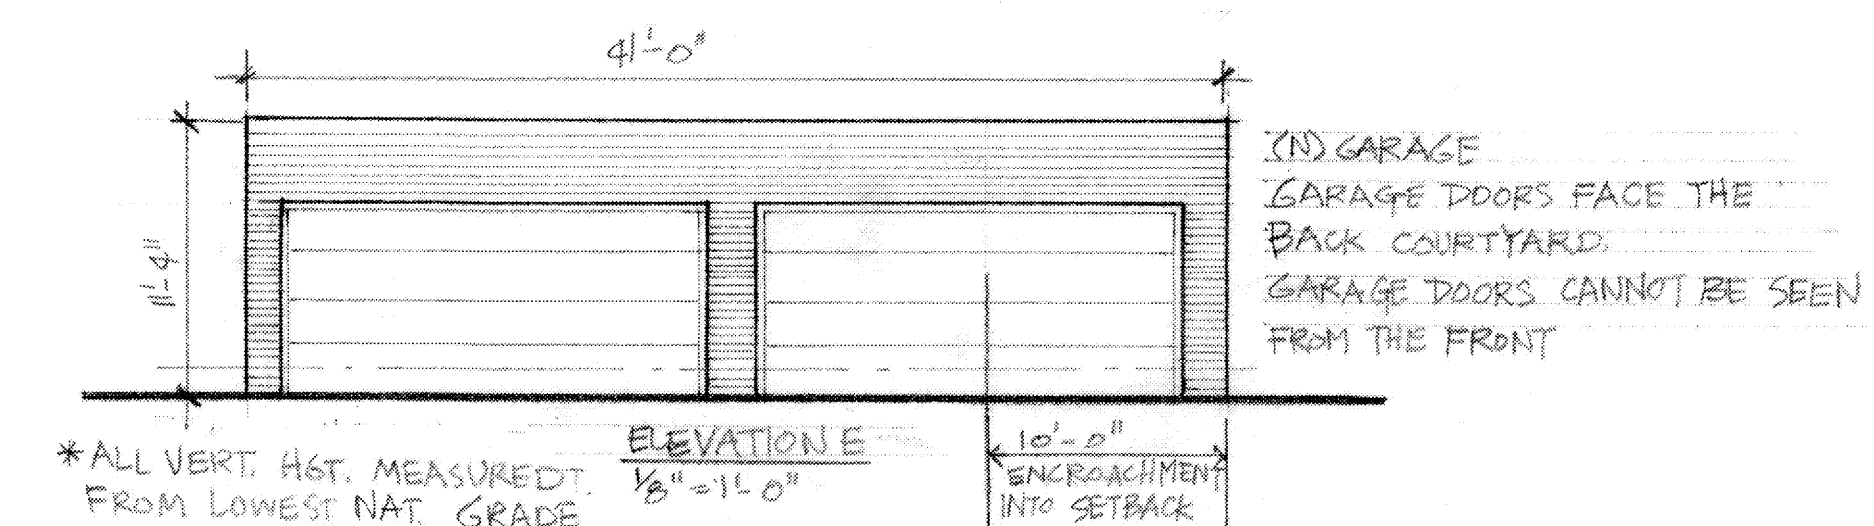 41'-0"
(N) GARAGE
GARAGE DOORS FACE THE
BACK COURTYARD.
GARAGE DOORS CANNOT BE SEEN
FROM THE FRONT
11'-4"
ELEVATION E
1/8" = 1'-0"
* ALL VERT. HGT. MEASUREDT.
FROM LOWEST NAT. GRADE
10'-0"
ENCROACHMENT
INTO SETBACK